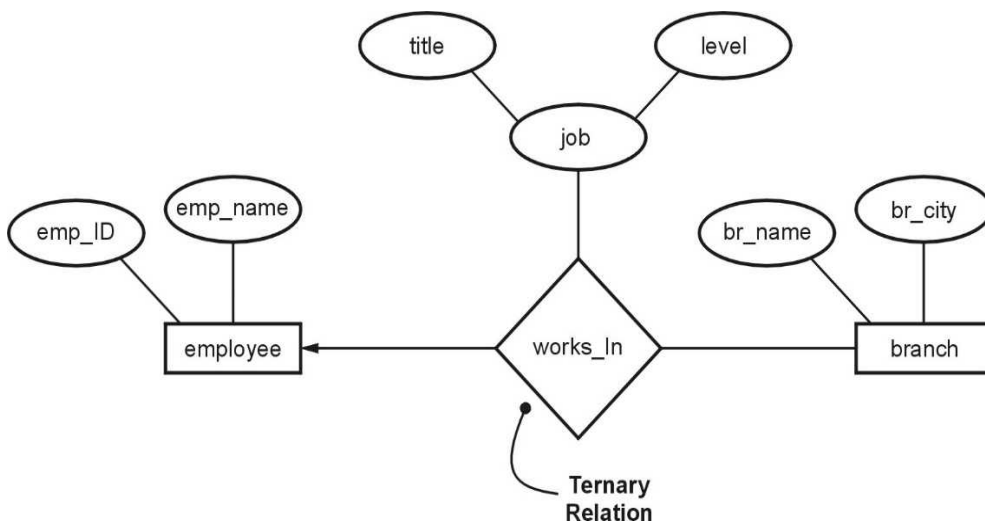 title
level
job
emp_name
emp_ID
br_city
br_name
employee
works_In
branch
Ternary
Relation